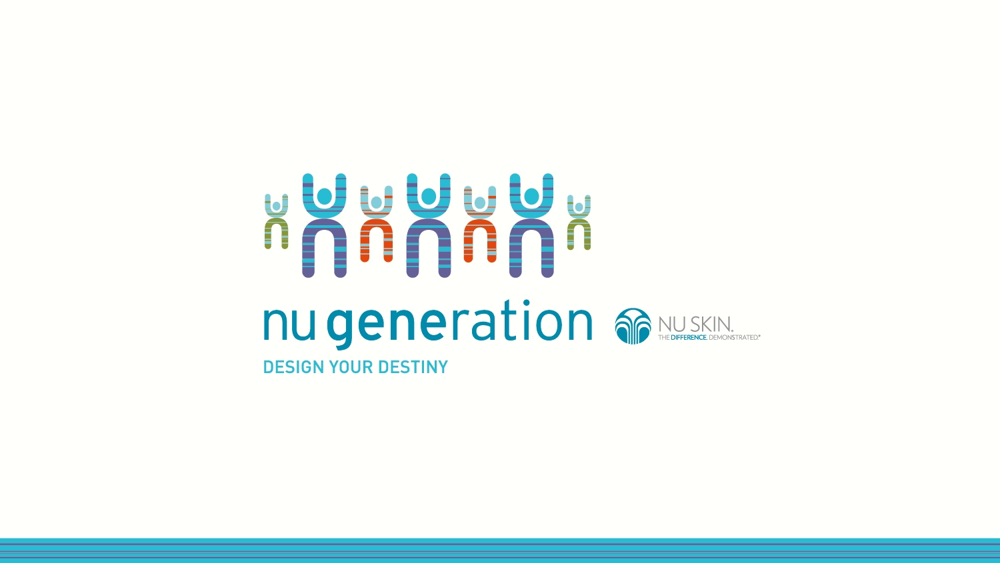 nu generation
NU SKIN.
THE DIFFERENCE. DEMONSTRATED.®
DESIGN YOUR DESTINY